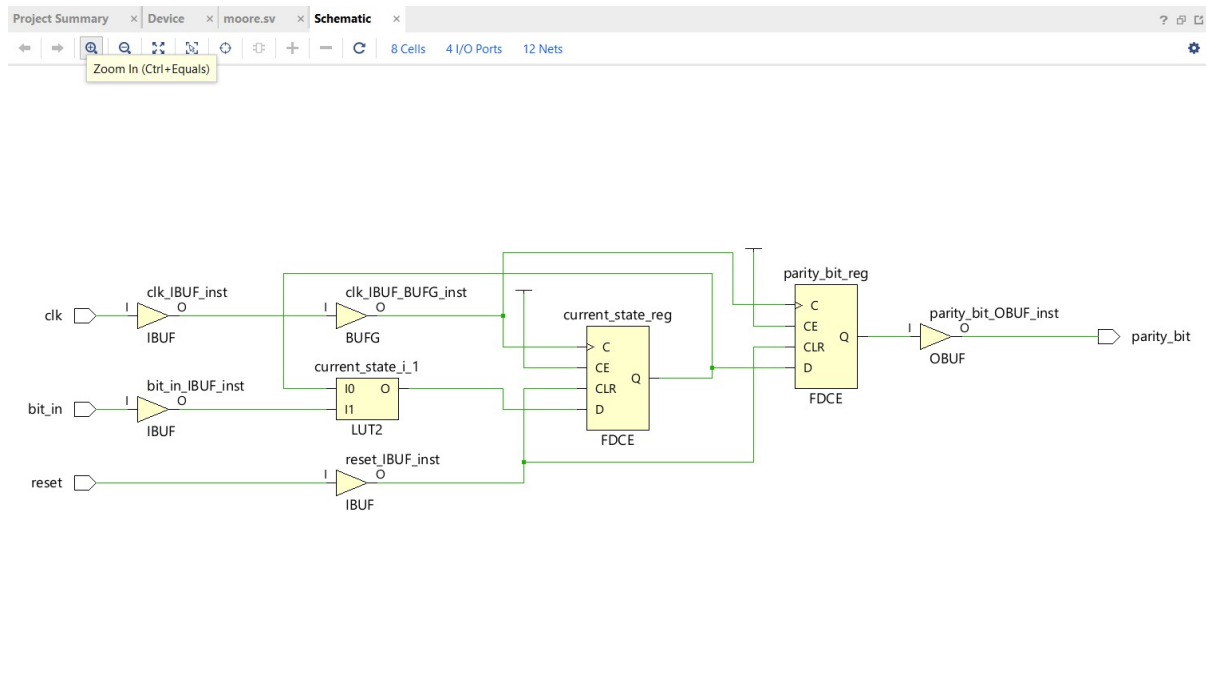 Project Summary × Device × moore.sv × Schematic × ?
8 Cells 4 I/O Ports 12 Nets
Zoom In (Ctrl+Equals)
parity_bit_reg
clk_IBUF_inst clk_IBUF_BUFG_inst
I O I O C parity_bit_OBUF_inst
clk current_state_reg CE I O
IBUF BUFG Q parity_bit
C CLR
current_state_i_1 CE D OBUF
bit_in_IBUF_inst I0 O CLR Q FDCE
I O
bit_in I1 D
IBUF LUT2 FDCE
reset_IBUF_inst
I O
reset
IBUF